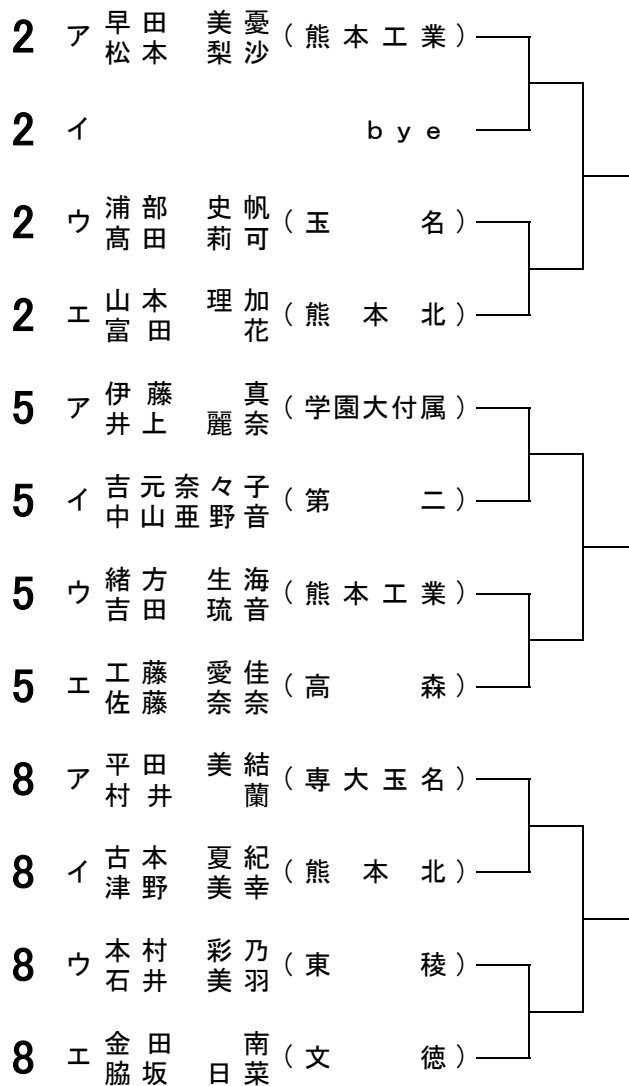 2 ア 早田 美憂 (熊本工業)
松本 梨沙
2 イ bye
2 ウ 浦部 史帆 (玉名)
髙田 莉可
2 エ 山本 理加 (熊本北)
富田 花
5 ア 伊藤 真 (学園大付属)
井上 麗奈
5 イ 吉元奈々子 (第二)
中山亜野音
5 ウ 緒方 生海 (熊本工業)
吉田 琉音
5 エ 工藤 愛佳 (高森)
佐藤 奈奈
8 ア 平田 美結 (専大玉名)
村井 蘭
8 イ 古本 夏紀 (熊本北)
津野 美幸
8 ウ 本村 彩乃 (東稜)
石井 美羽
8 エ 金田 南 (文徳)
脇坂 日菜